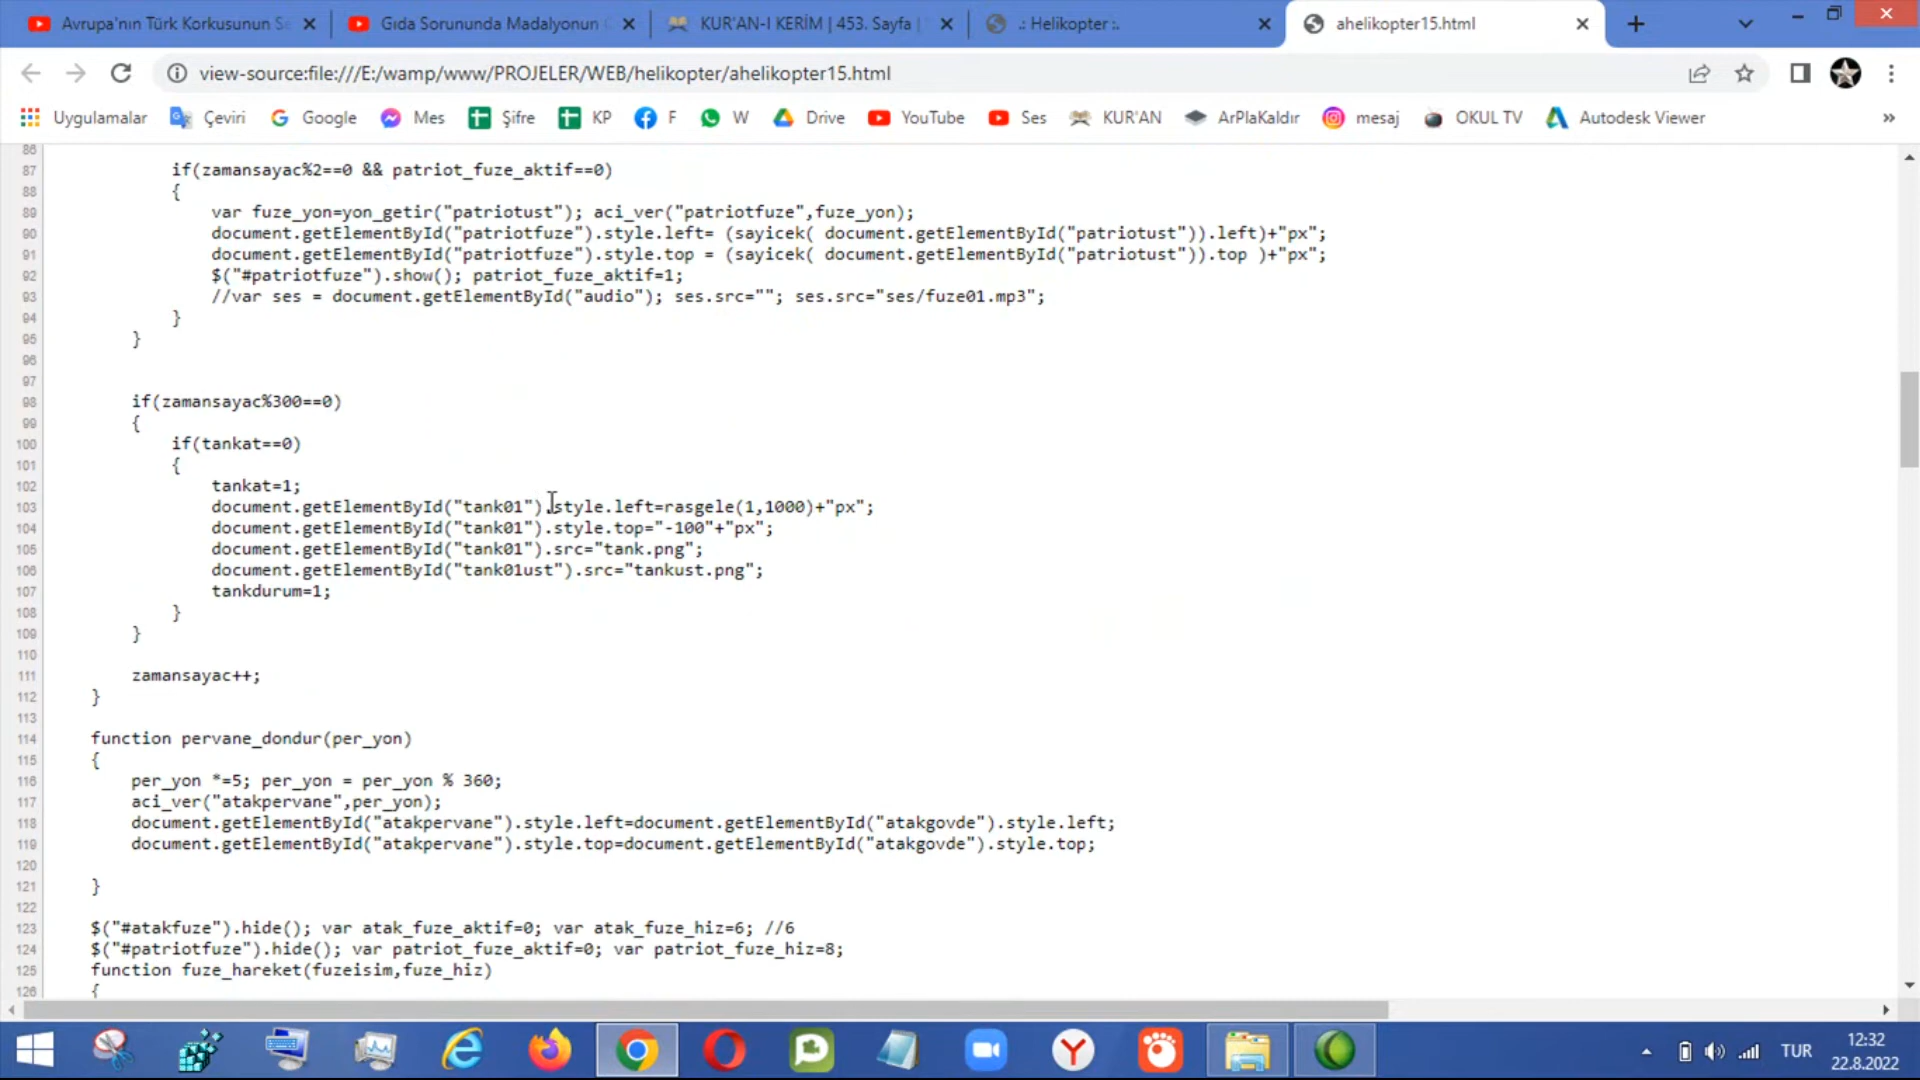 Avrupa'nın Türk Korkusunun Se
Gıda Sorununda Madalyonun
KUR'AN-I KERİM | 453. Sayfa |
.: Helikopter :.
ahelikopter15.html
view-source:file:///E:/wamp/www/PROJELER/WEB/helikopter/ahelikopter15.html
Uygulamalar Çeviri Google Mes Şifre KP F W Drive YouTube Ses KUR'AN ArPlaKaldır mesaj OKUL TV Autodesk Viewer »
86
87 if(zamansayac%2==0 && patriot_fuze_aktif==0)
88 {
89 var fuze_yon=yon_getir("patriotust"); aci_ver("patriotfuze",fuze_yon);
90 document.getElementById("patriotfuze").style.left= (sayicek( document.getElementById("patriotust")).left)+"px";
91 document.getElementById("patriotfuze").style.top = (sayicek( document.getElementById("patriotust")).top )+"px";
92 $("#patriotfuze").show(); patriot_fuze_aktif=1;
93 //var ses = document.getElementById("audio"); ses.src=""; ses.src="ses/fuze01.mp3";
94 }
95 }
96
97
98 if(zamansayac%300==0)
99 {
100 if(tankat==0)
101 {
102 tankat=1;
103 document.getElementById("tank01").style.left=rasgele(1,1000)+"px";
104 document.getElementById("tank01").style.top="-100"+"px";
105 document.getElementById("tank01").src="tank.png";
106 document.getElementById("tank01ust").src="tankust.png";
107 tankdurum=1;
108 }
109 }
110
111 zamansayac++;
112 }
113
114 function pervane_dondur(per_yon)
115 {
116 per_yon *=5; per_yon = per_yon % 360;
117 aci_ver("atakpervane",per_yon);
118 document.getElementById("atakpervane").style.left=document.getElementById("atakgovde").style.left;
119 document.getElementById("atakpervane").style.top=document.getElementById("atakgovde").style.top;
120
121 }
122
123 $("#atakfuze").hide(); var atak_fuze_aktif=0; var atak_fuze_hiz=6; //6
124 $("#patriotfuze").hide(); var patriot_fuze_aktif=0; var patriot_fuze_hiz=8;
125 function fuze_hareket(fuzeisim,fuze_hiz)
126 {
TUR
12:32
22.8.2022